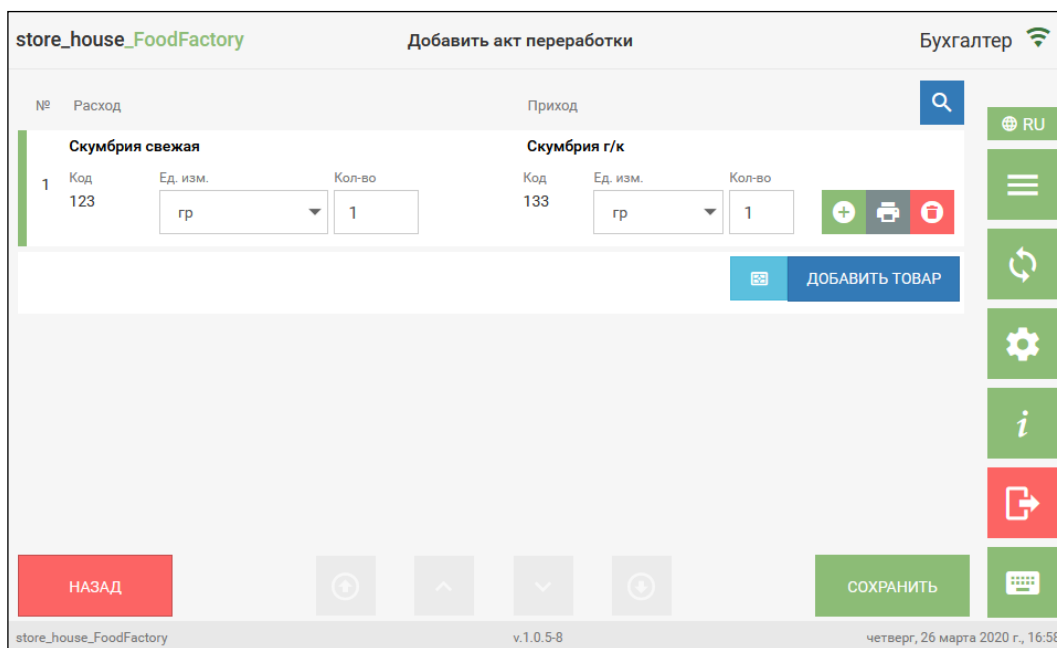 store_house_FoodFactory Добавить акт переработки Бухгалтер
№ Расход Приход
RU
Скумбрия свежая Скумбрия г/к
Код Ед. изм. Кол-во Код Ед. изм. Кол-во
1 123 гр 1 133 гр 1
ДОБАВИТЬ ТОВАР
i
НАЗАД СОХРАНИТЬ
store_house_FoodFactory v.1.0.5-8 четверг, 26 марта 2020 г., 16:58